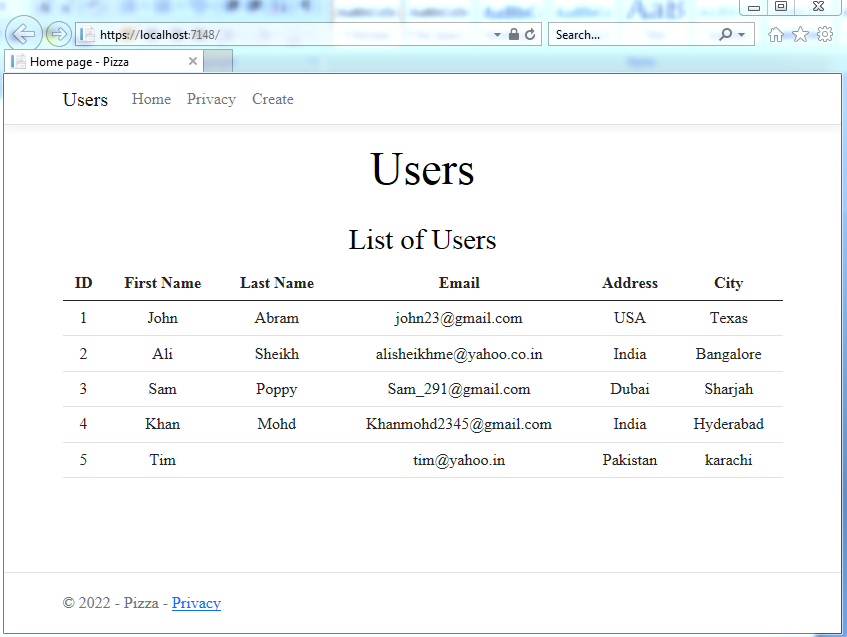 https://localhost:7148/ Search...
Home page - Pizza
Users Home Privacy Create
Users
List of Users
ID First Name Last Name Email Address City
1 John Abram john23@gmail.com USA Texas
2 Ali Sheikh alisheikhme@yahoo.co.in India Bangalore
3 Sam Poppy Sam_291@gmail.com Dubai Sharjah
4 Khan Mohd Khanmohd2345@gmail.com India Hyderabad
5 Tim tim@yahoo.in Pakistan karachi
© 2022 - Pizza - Privacy